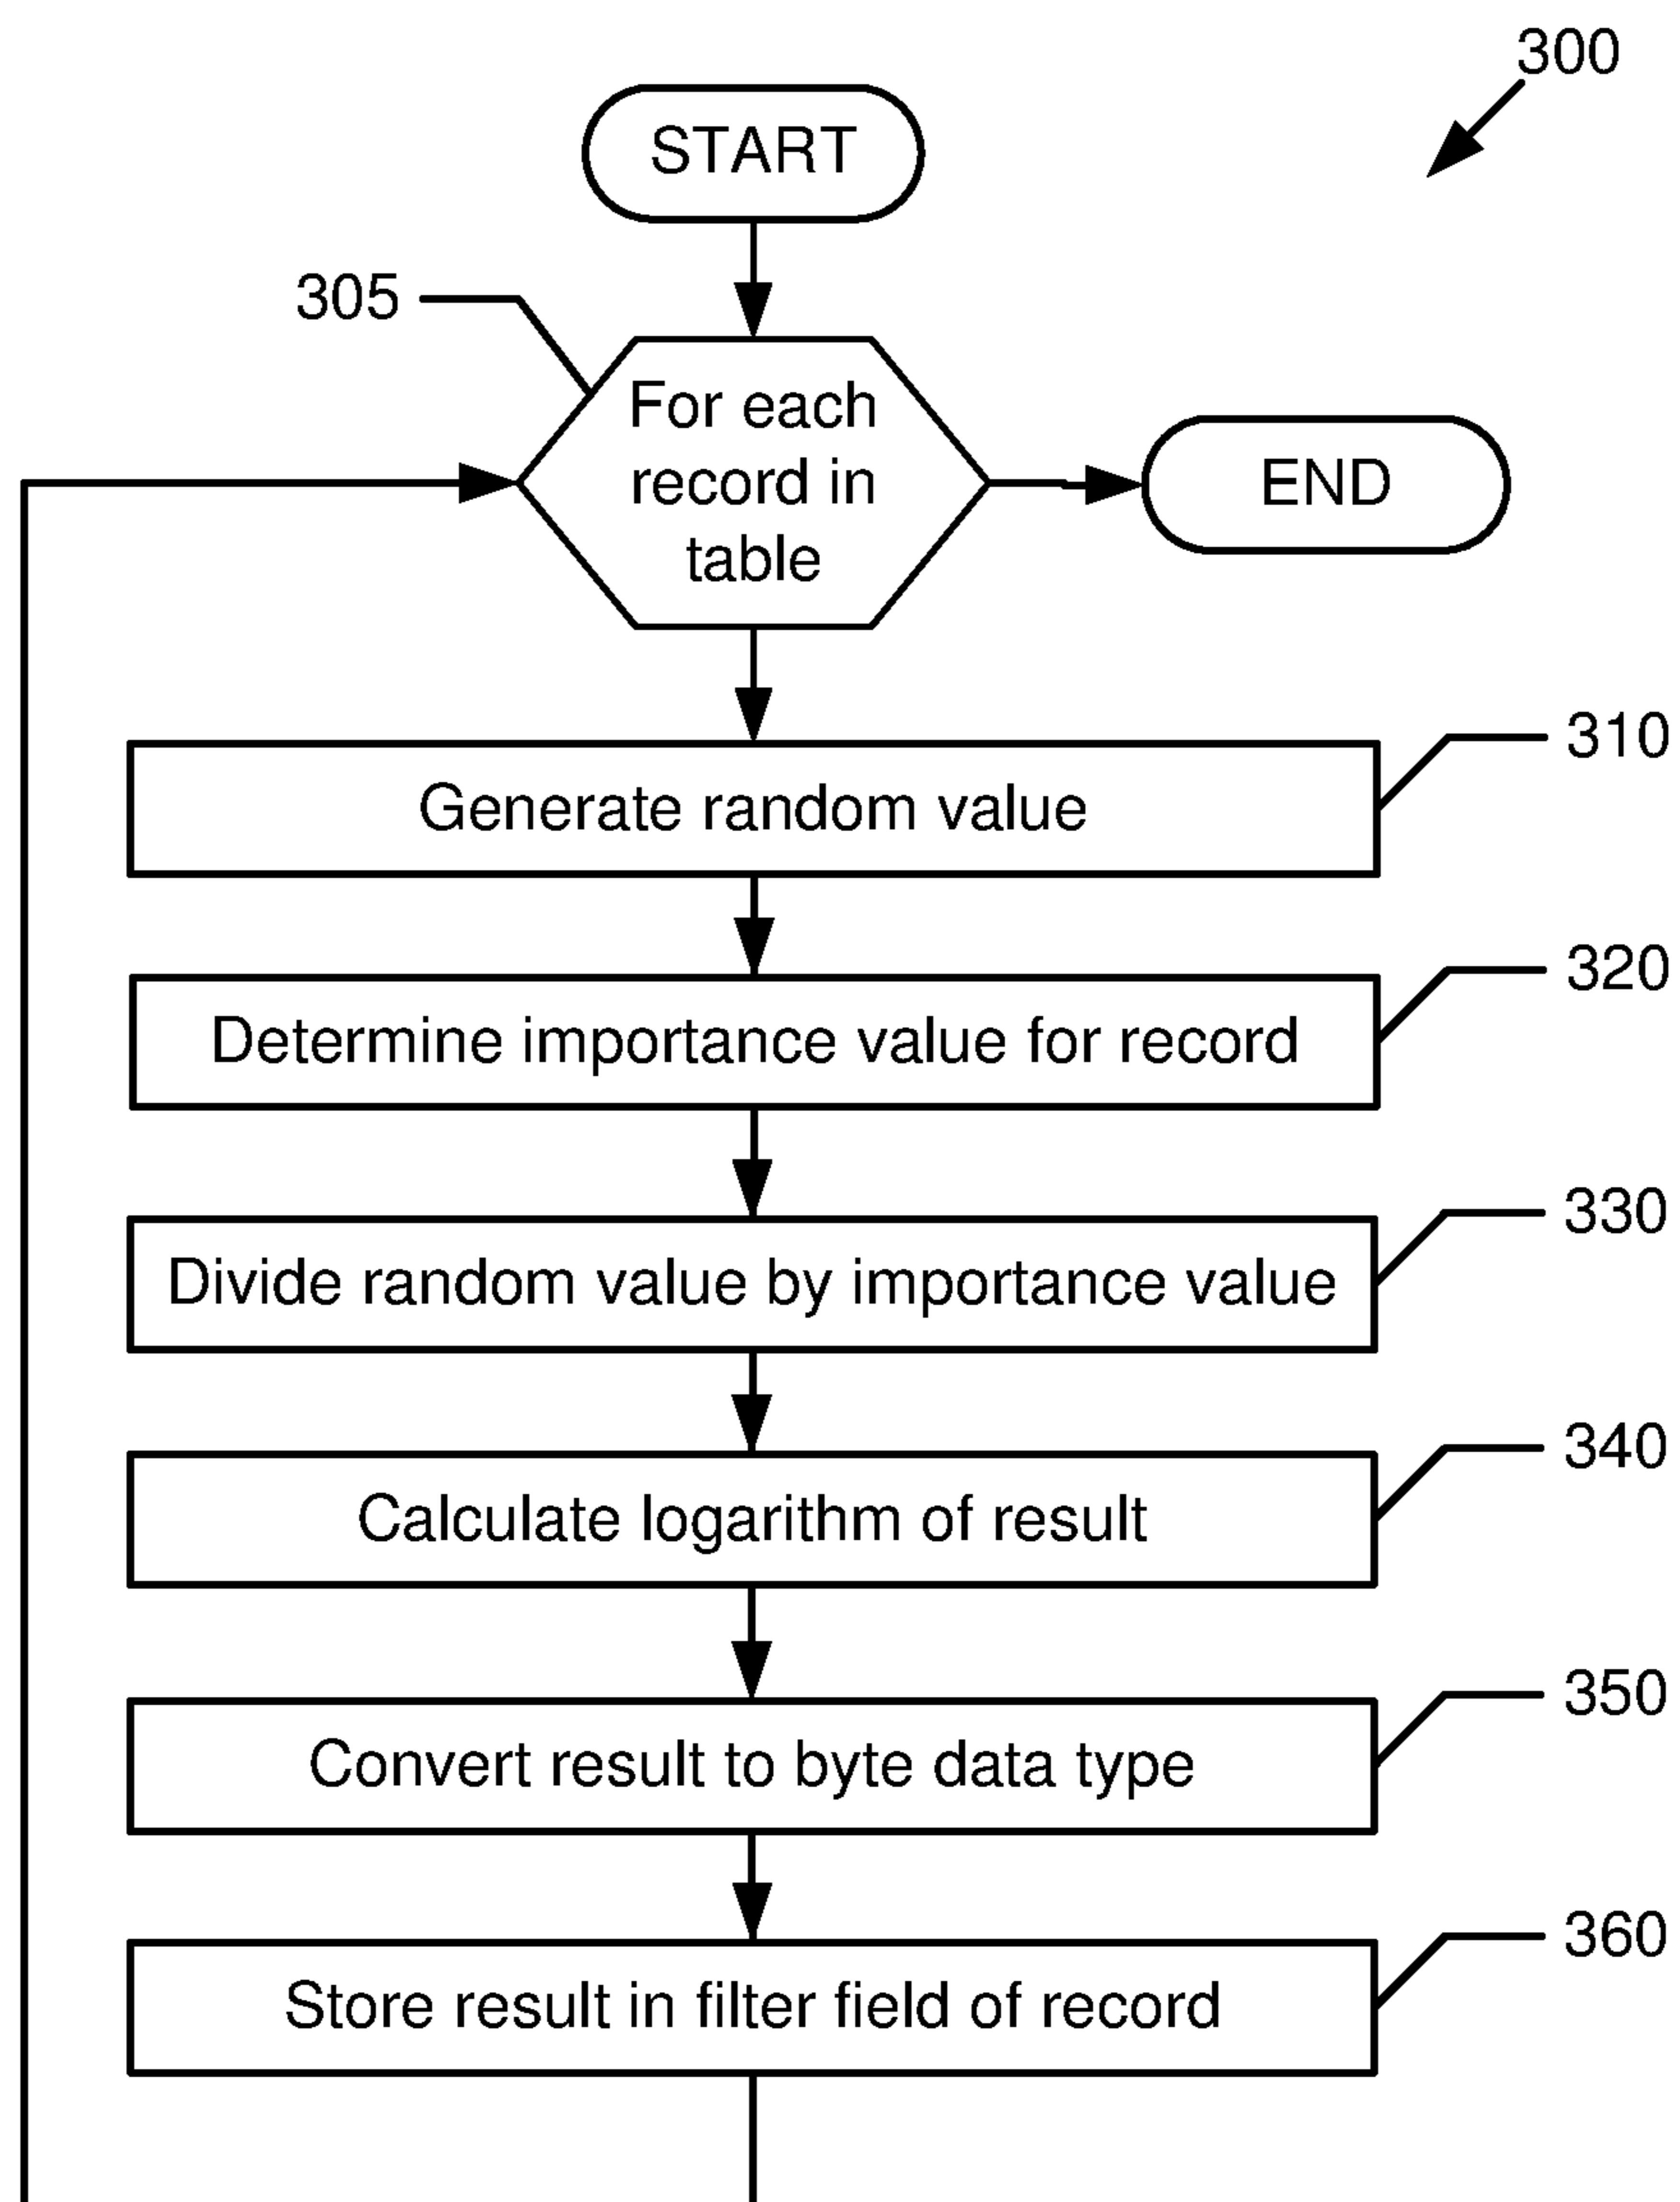 300
START
305
For each
record in
table
END
310
Generate random value
320
Determine importance value for record
330
Divide random value by importance value
340
Calculate logarithm of result
350
Convert result to byte data type
360
Store result in filter field of record